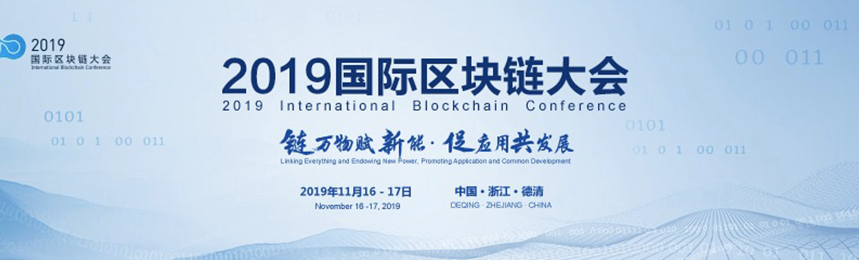 1 1
01 0 1 00 011
00 011
2019
国际区块链大会
International Blockchain Conference
2019国际区块链大会
2019 International Blockchain Conference
0101
01 0 1 00 011
0101
01 0 1 00 011
链万物赋新能·促应用共发展
Linking Everything and Endowing New Power, Promoting Application and Common Development
2019年11月16 - 17日
November 16 -17, 2019
中国·浙江·德清
DEQING · ZHEJIANG · CHINA